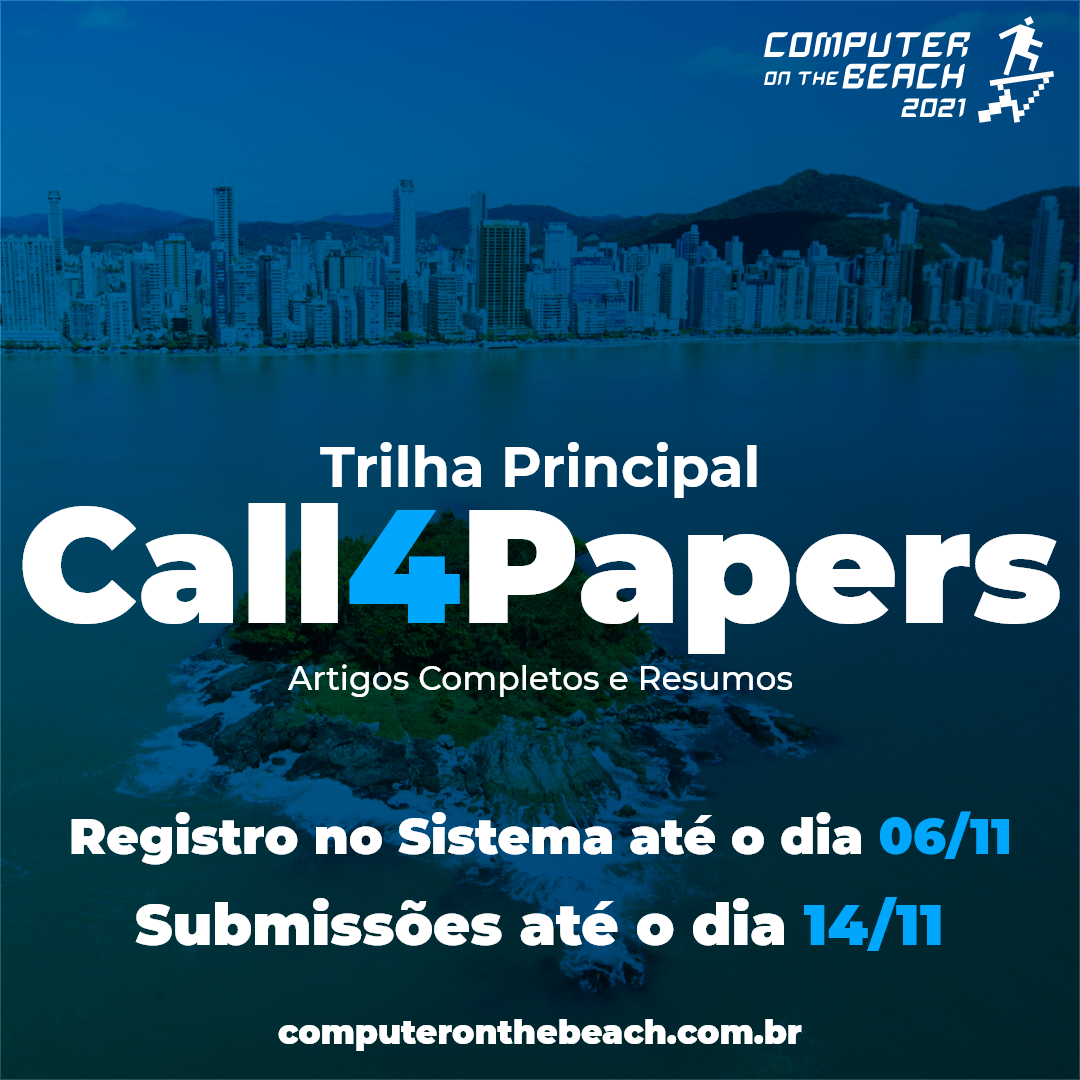 COMPUTER
ON THE BEACH
2021
Trilha Principal
Call4Papers
Artigos Completos e Resumos
Registro no Sistema até o dia 06/11
Submissões até o dia 14/11
computeronthebeach.com.br